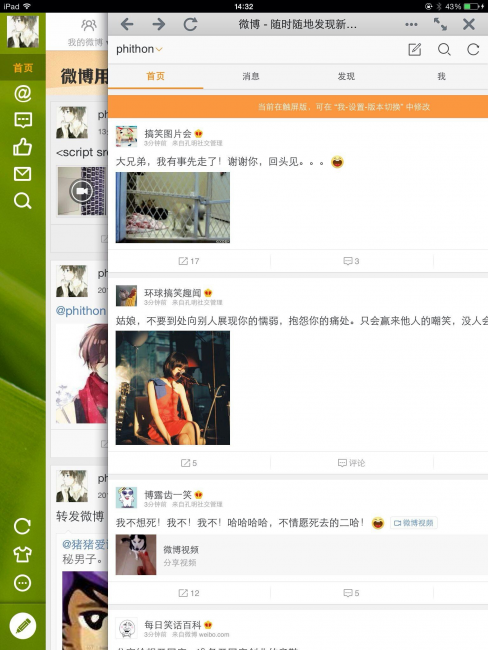 iPad
14:32
43%
首页
我的微博
微博用
ph
13
<script sr
ph
20
@phithon
ph
20
转发微博
@猪猪爱
秘男子。
微博 - 随时随地发现新…
phithon
首页 消息 发现 我
当前在触屏版，可在 “我-设置-版本切换” 中修改
搞笑图片会
3分钟前 来自孔明社交管理
大兄弟，我有事先走了！谢谢你，回头见。。。
17 3
环球搞笑趣闻
3分钟前 来自孔明社交管理
姑娘，不要到处向别人展现你的懦弱，抱怨你的痛处。只会赢来他人的嘲笑，没人会
5 评论
博露齿一笑
3分钟前 来自孔明社交管理
我不想死！我不！我不！哈哈哈哈，不情愿死去的二哈！ 微博视频
微博视频
分享视频
12 5
每日笑话百科
3分钟前 来自微博 weibo.com